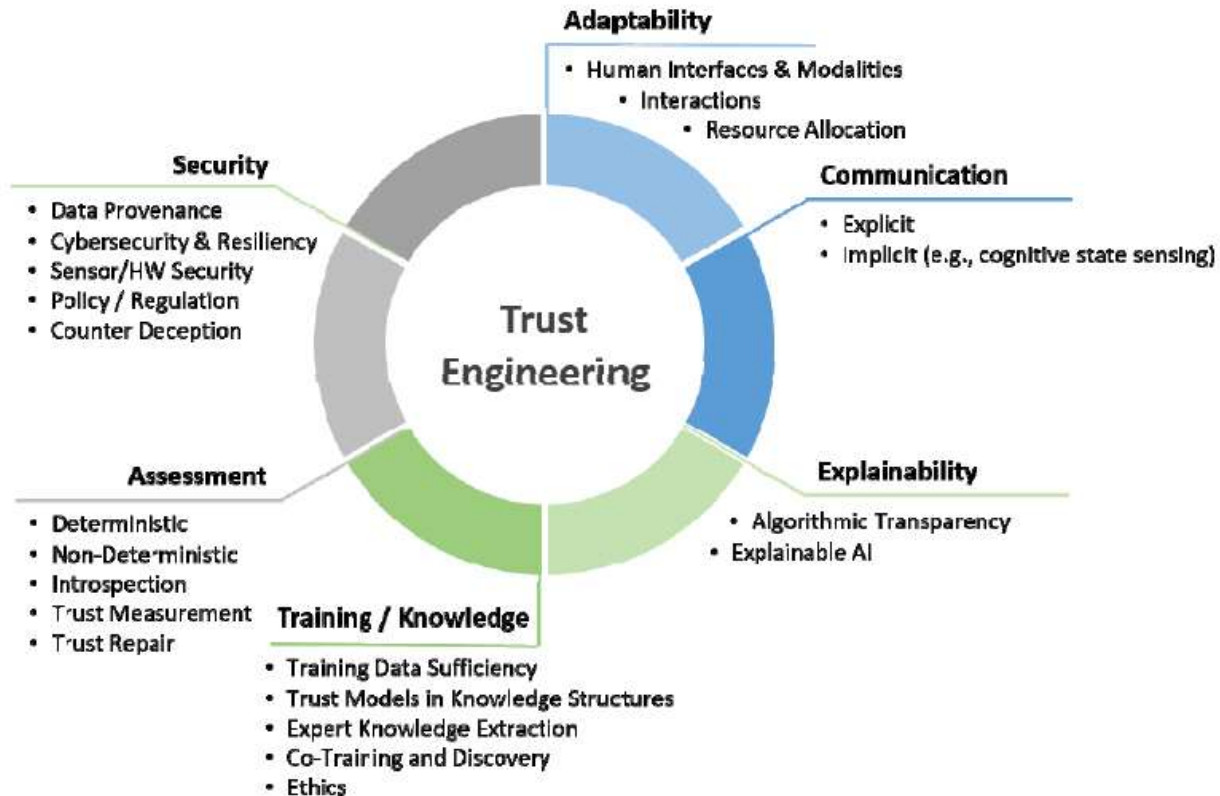 Adaptability
• Human Interfaces & Modalities
• Interactions
• Resource Allocation
Communication
• Explicit
• Implicit (e.g., cognitive state sensing)
Explainability
• Algorithmic Transparency
• Explainable AI
Training / Knowledge
• Training Data Sufficiency
• Trust Models in Knowledge Structures
• Expert Knowledge Extraction
• Co-Training and Discovery
• Ethics
Assessment
• Deterministic
• Non-Deterministic
• Introspection
• Trust Measurement
• Trust Repair
Security
• Data Provenance
• Cybersecurity & Resiliency
• Sensor/HW Security
• Policy / Regulation
• Counter Deception
Trust
Engineering